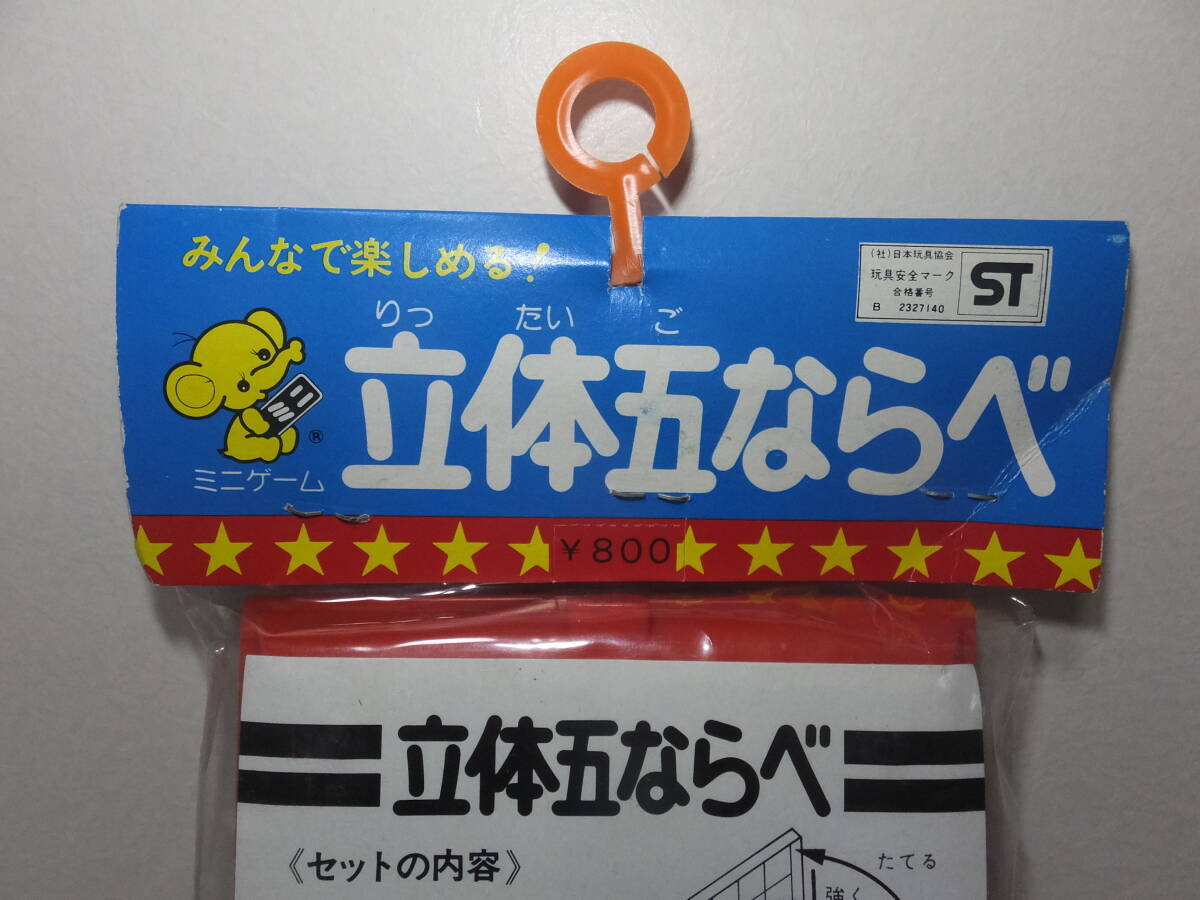 みんなで楽しめる!
(社)日本玩具協会
玩具安全マーク
合格番号
B 2327140
ST
りっ たい ご
立体五ならべ
®
ミニゲーム
¥800
立体五ならべ
《セットの内容》
たてる
強く